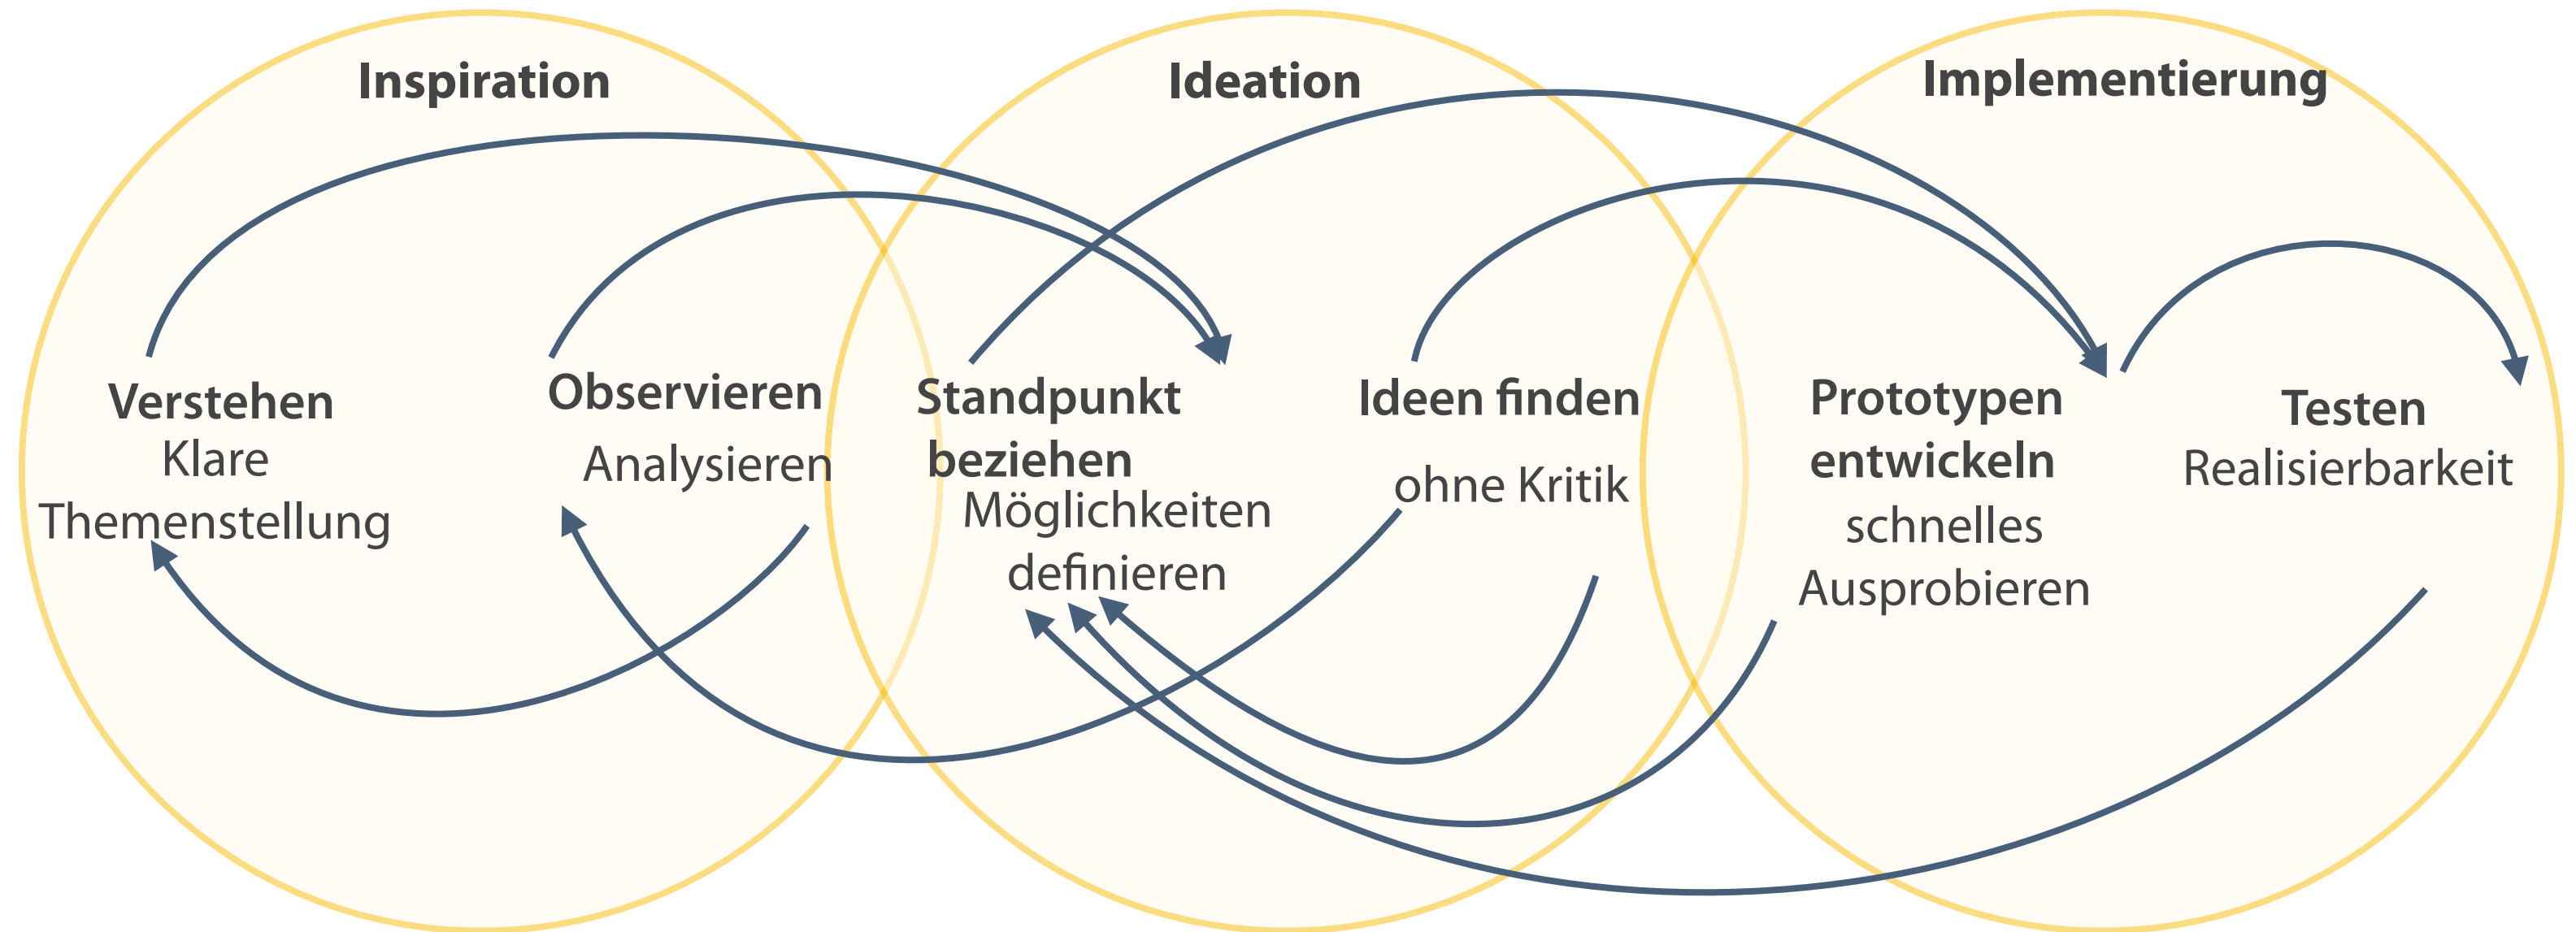 Inspiration
Ideation
Implementierung
Verstehen
Klare
Themenstellung
Observieren
Analysieren
Standpunkt
beziehen
Möglichkeiten
definieren
Ideen finden
ohne Kritik
Prototypen
entwickeln
schnelles
Ausprobieren
Testen
Realisierbarkeit